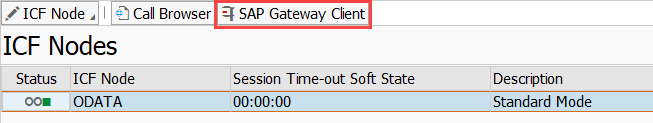 ICF Node Call Browser SAP Gateway Client
ICF Nodes
Status ICF Node Session Time-out Soft State Description
ODATA 00:00:00 Standard Mode